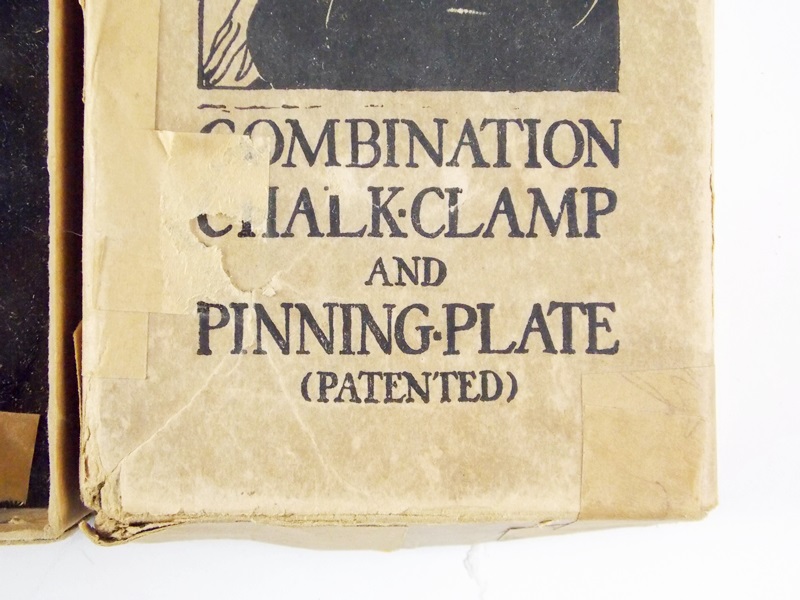 COMBINATION
CHALK·CLAMP
AND
PINNING·PLATE
(PATENTED)